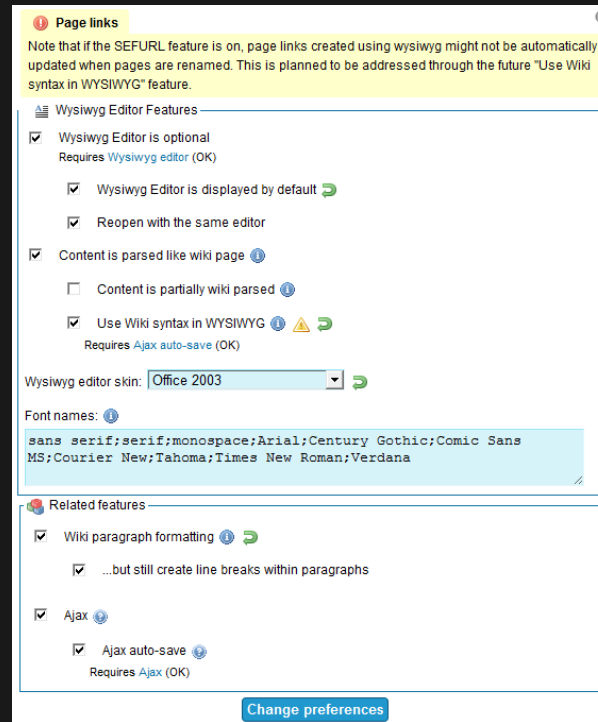 Page links
Note that if the SEFURL feature is on, page links created using wysiwyg might not be automatically
updated when pages are renamed. This is planned to be addressed through the future "Use Wiki
syntax in WYSIWYG" feature.
Wysiwyg Editor Features
Wysiwyg Editor is optional
Requires Wysiwyg editor (OK)
Wysiwyg Editor is displayed by default
Reopen with the same editor
Content is parsed like wiki page
Content is partially wiki parsed
Use Wiki syntax in WYSIWYG
Requires Ajax auto-save (OK)
Wysiwyg editor skin: Office 2003
Font names:
sans serif;serif;monospace;Arial;Century Gothic;Comic Sans
MS;Courier New;Tahoma;Times New Roman;Verdana
Related features
Wiki paragraph formatting
...but still create line breaks within paragraphs
Ajax
Ajax auto-save
Requires Ajax (OK)
Change preferences